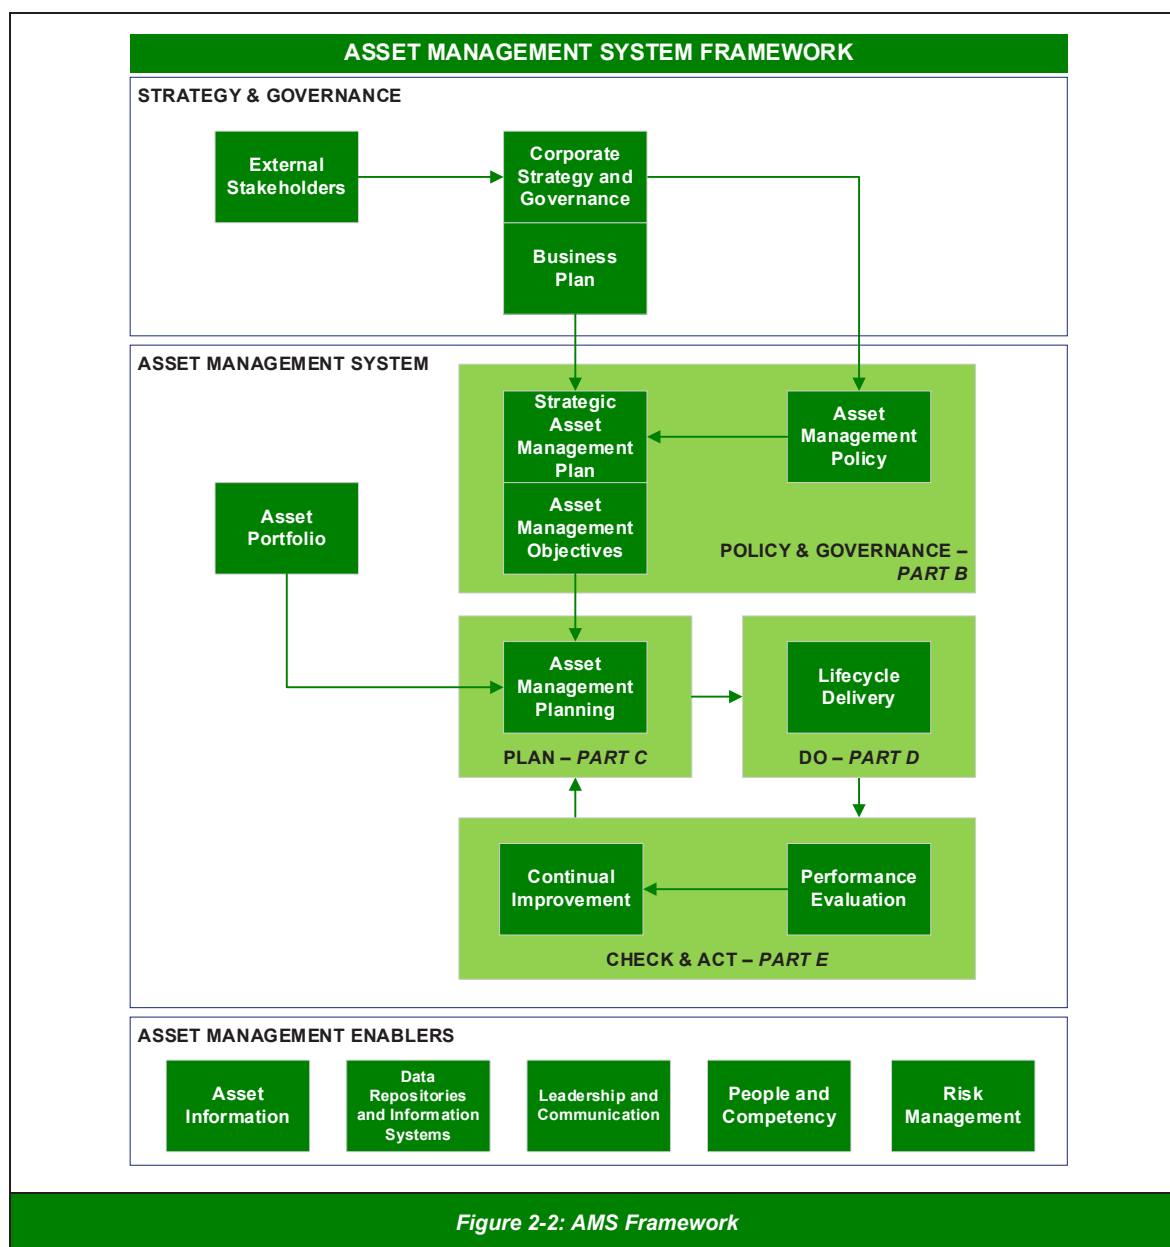 ASSET MANAGEMENT SYSTEM FRAMEWORK
STRATEGY & GOVERNANCE
External
Stakeholders
Corporate
Strategy and
Governance
Business
Plan
ASSET MANAGEMENT SYSTEM
Strategic
Asset
Management
Plan
Asset
Management
Policy
Asset
Portfolio
Asset
Management
Objectives
POLICY & GOVERNANCE –
PART B
Asset
Management
Planning
Lifecycle
Delivery
PLAN – PART C
DO – PART D
Continual
Improvement
Performance
Evaluation
CHECK & ACT – PART E
ASSET MANAGEMENT ENABLERS
Asset
Information
Data
Repositories
and Information
Systems
Leadership and
Communication
People and
Competency
Risk
Management
Figure 2-2: AMS Framework